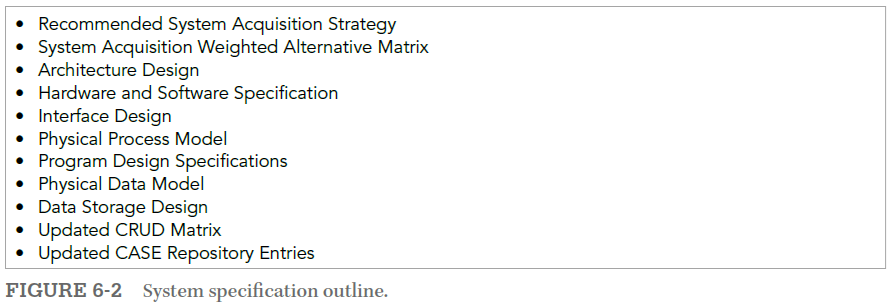 • Recommended System Acquisition Strategy
• System Acquisition Weighted Alternative Matrix
• Architecture Design
• Hardware and Software Specification
• Interface Design
• Physical Process Model
• Program Design Specifications
• Physical Data Model
• Data Storage Design
• Updated CRUD Matrix
• Updated CASE Repository Entries
FIGURE 6-2 System specification outline.